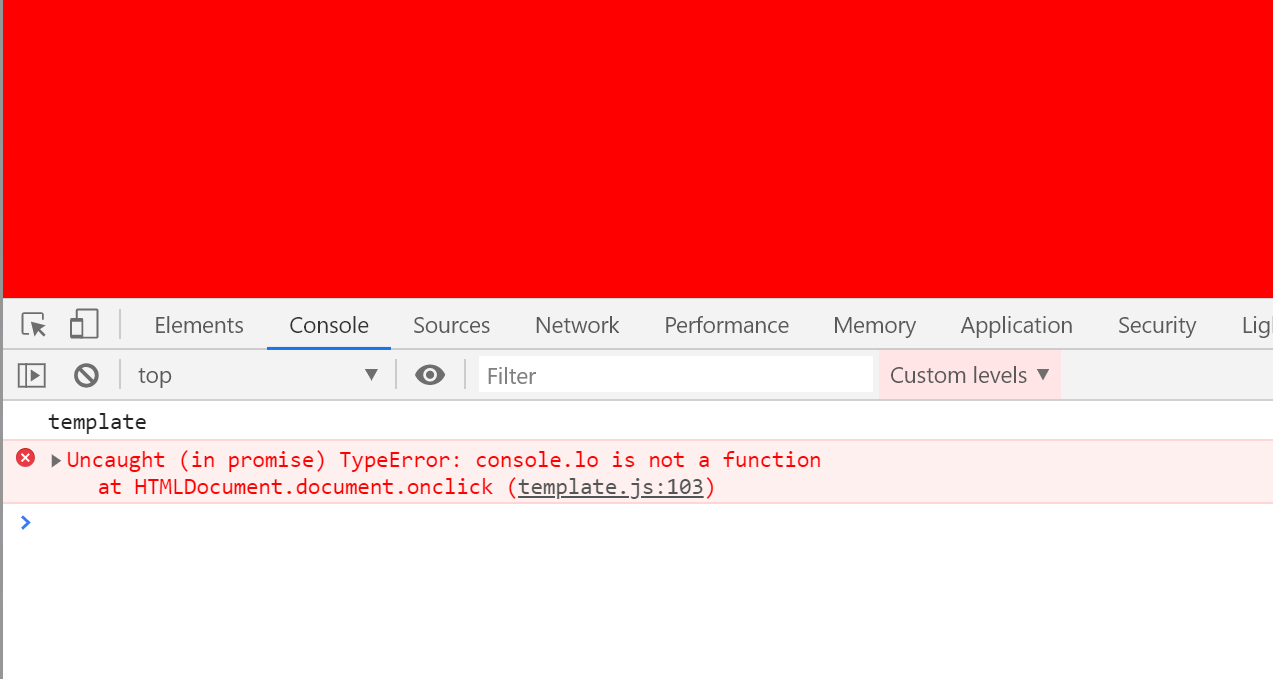 Elements Console Sources Network Performance Memory Application Security
top Filter Custom levels
template
Uncaught (in promise) TypeError: console.lo is not a function
at HTMLDocument.document.onclick (template.js:103)